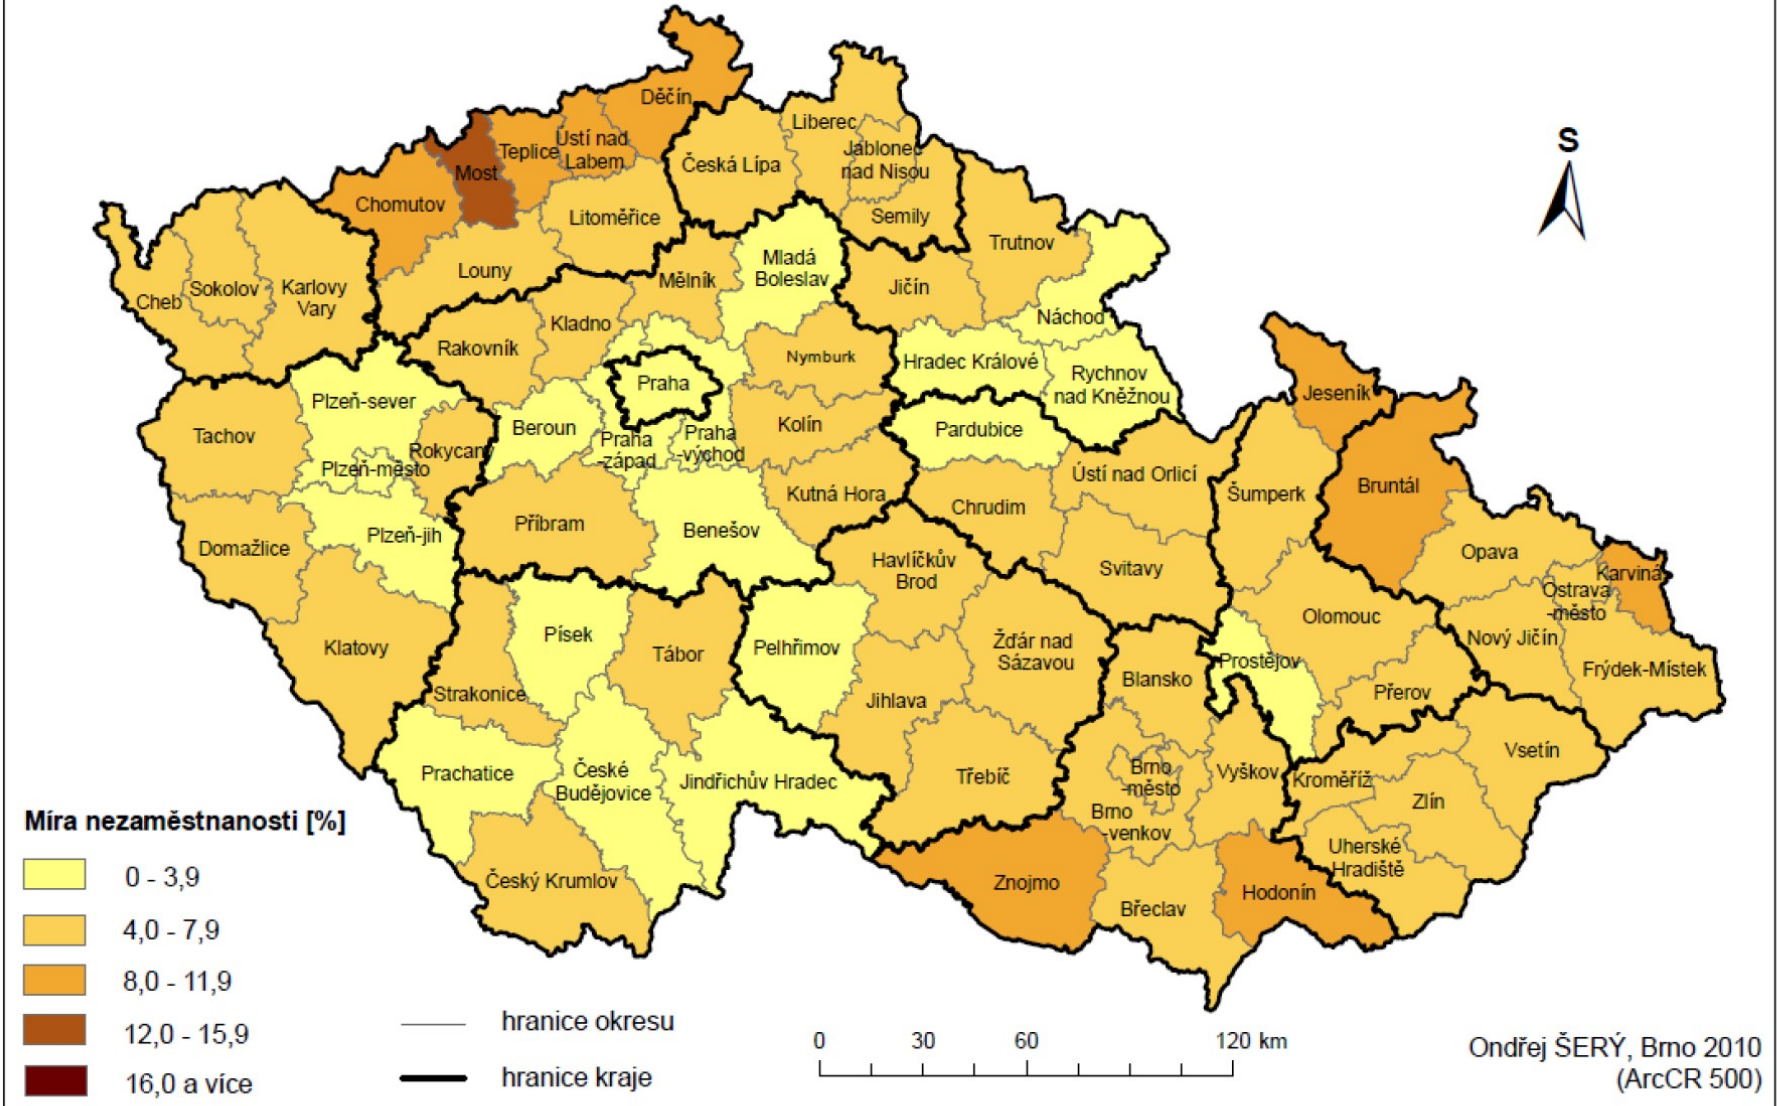 Děčín
S
Liberec
Ústí nad
Labem
Teplice
Jablonec
nad Nisou
Česká Lípa
Most
Chomutov
Litoměřice
Semily
Trutnov
Mladá
Boleslav
Louny
Mělník
Jičín
Sokolov
Karlovy
Vary
Cheb
Kladno
Náchod
Rakovník
Nymburk
Hradec Králové
Rychnov
nad Kněžnou
Praha
Jeseník
Plzeň-sever
Beroun
Kolín
Pardubice
Tachov
Praha
-západ
Praha
-východ
Rokycany
Plzeň-město
Ústí nad Orlicí
Bruntál
Kutná Hora
Šumperk
Chrudim
Příbram
Benešov
Plzeň-jih
Domažlice
Opava
Havlíčkův
Brod
Svitavy
Karviná
Ostrava
-město
Olomouc
Písek
Nový Jičín
Klatovy
Tábor
Pelhřimov
Žďár nad
Sázavou
Prostějov
Frýdek-Místek
Blansko
Strakonice
Přerov
Jihlava
Vsetín
Prachatice
České
Budějovice
Jindřichův Hradec
Třebíč
Brno
-město
Vyškov
Kroměříž
Zlín
Brno
-venkov
Uherské
Hradiště
Český Krumlov
Znojmo
Hodonín
Břeclav
Míra nezaměstnanosti [%]
0 - 3,9
4,0 - 7,9
8,0 - 11,9
12,0 - 15,9
16,0 a více
hranice okresu
hranice kraje
0 30 60 120 km
Ondřej ŠERÝ, Brno 2010
(ArcCR 500)